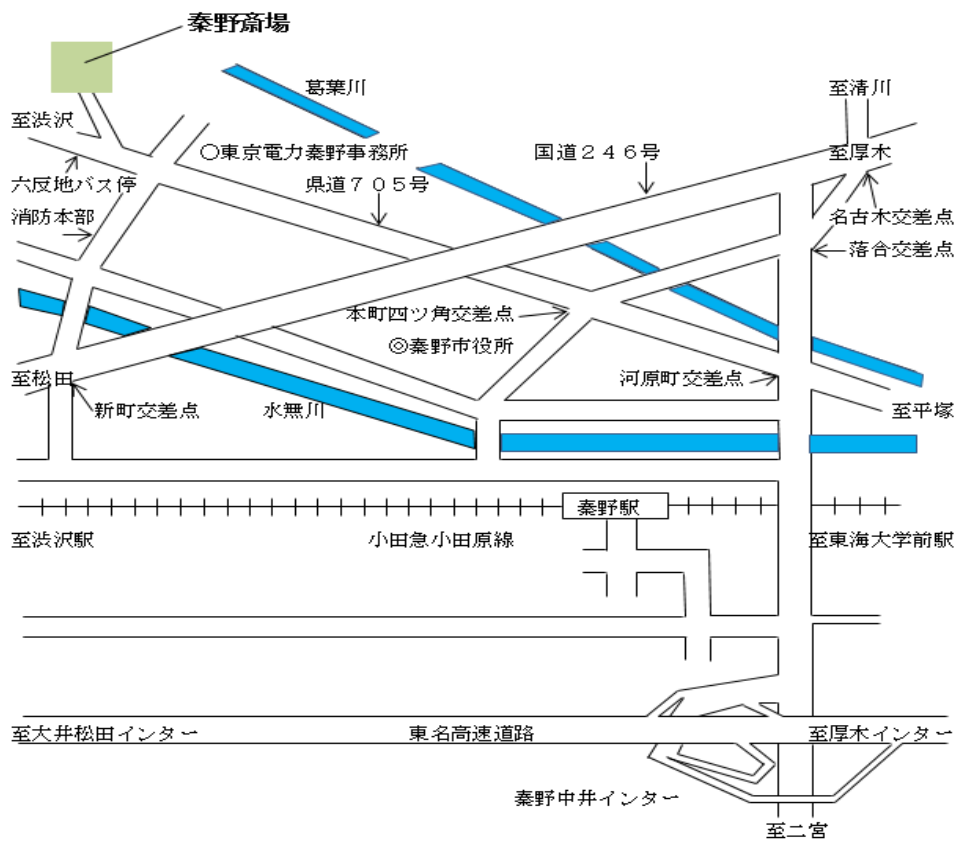 秦野斎場
葛葉川
至清川
至渋沢
○東京電力秦野事務所
国道２４６号
至厚木
六反地バス停
県道７０５号
消防本部
名古木交差点
落合交差点
本町四ツ角交差点
◎秦野市役所
至松田
河原町交差点
新町交差点
水無川
至平塚
秦野駅
至渋沢駅
小田急小田原線
至東海大学前駅
至大井松田インター
東名高速道路
至厚木インター
秦野中井インター
至二宮